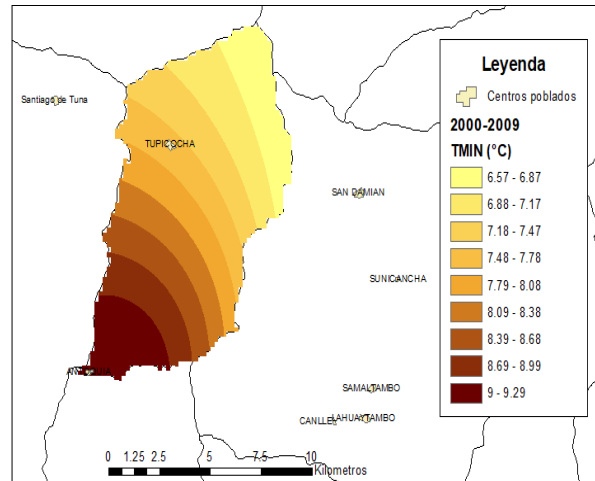 Leyenda
Centros poblados
2000-2009
TMIN (°C)
6.57 - 6.87
6.88 - 7.17
7.18 - 7.47
7.48 - 7.78
7.79 - 8.08
8.09 - 8.38
8.39 - 8.68
8.69 - 8.99
9 - 9.29
Santiago de Tuna
TUPICOCHA
SAN DAMIAN
SUNICANCHA
SAMALTAMBO
LAHUAYTAMBO
CANLLE
0 1.25 2.5 5 7.5 10
Kilometros